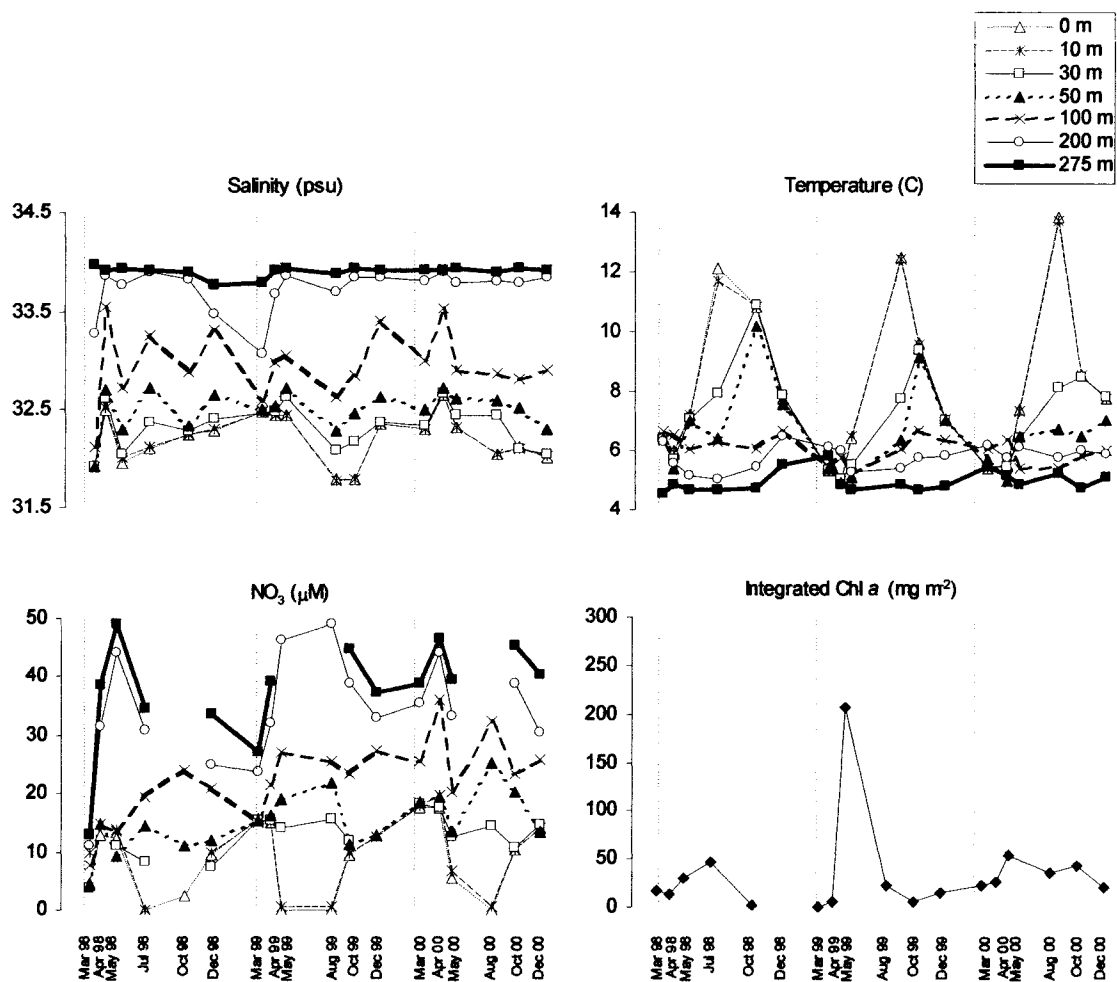 0 m
10 m
30 m
50 m
100 m
200 m
275 m
Salinity (psu)
34.5
33.5
32.5
31.5
Temperature (C)
14
12
10
8
6
4
NO3 (µM)
50
40
30
20
10
0
Mar 98
Apr 98
May 98
Jul 98
Oct 98
Dec 98
Mar 99
Apr 99
May 99
Aug 99
Oct 99
Dec 99
Mar 00
Apr 010
May 00
Aug 00
Oct 00
Dec 00
Integrated Chl a (mg m-2)
300
250
200
150
100
50
0
Mar 98
Apr 98
May 98
Jul 98
Oct 98
Mar 99
Apr 99
May 99
Aug 99
Oct 99
Dec 99
Mar 00
Apr 010
May 00
Aug 00
Oct 00
Dec 00